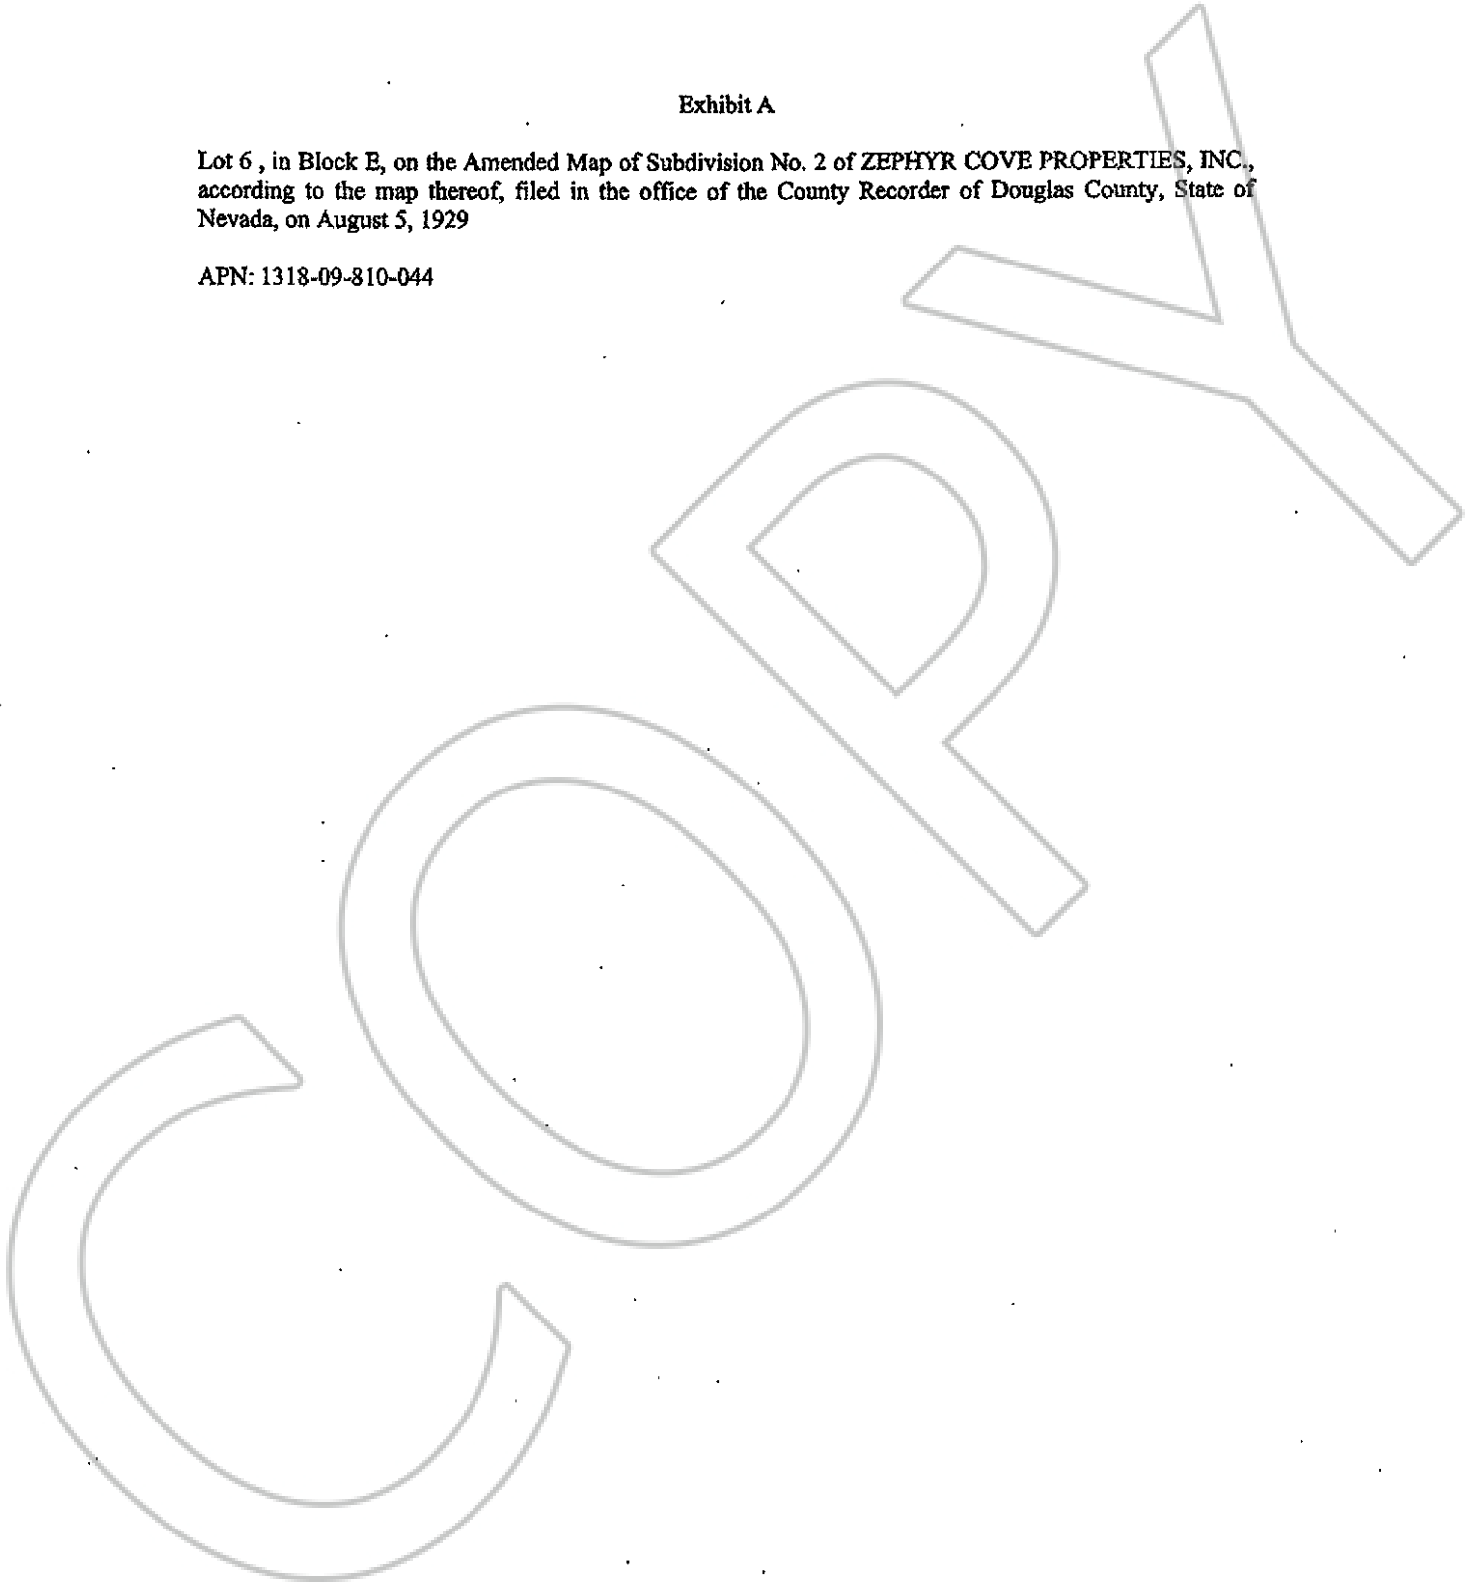 Exhibit A
Lot 6 , in Block E, on the Amended Map of Subdivision No. 2 of ZEPHYR COVE PROPERTIES, INC.,
according to the map thereof, filed in the office of the County Recorder of Douglas County, State of
Nevada, on August 5, 1929
APN: 1318-09-810-044
COPY